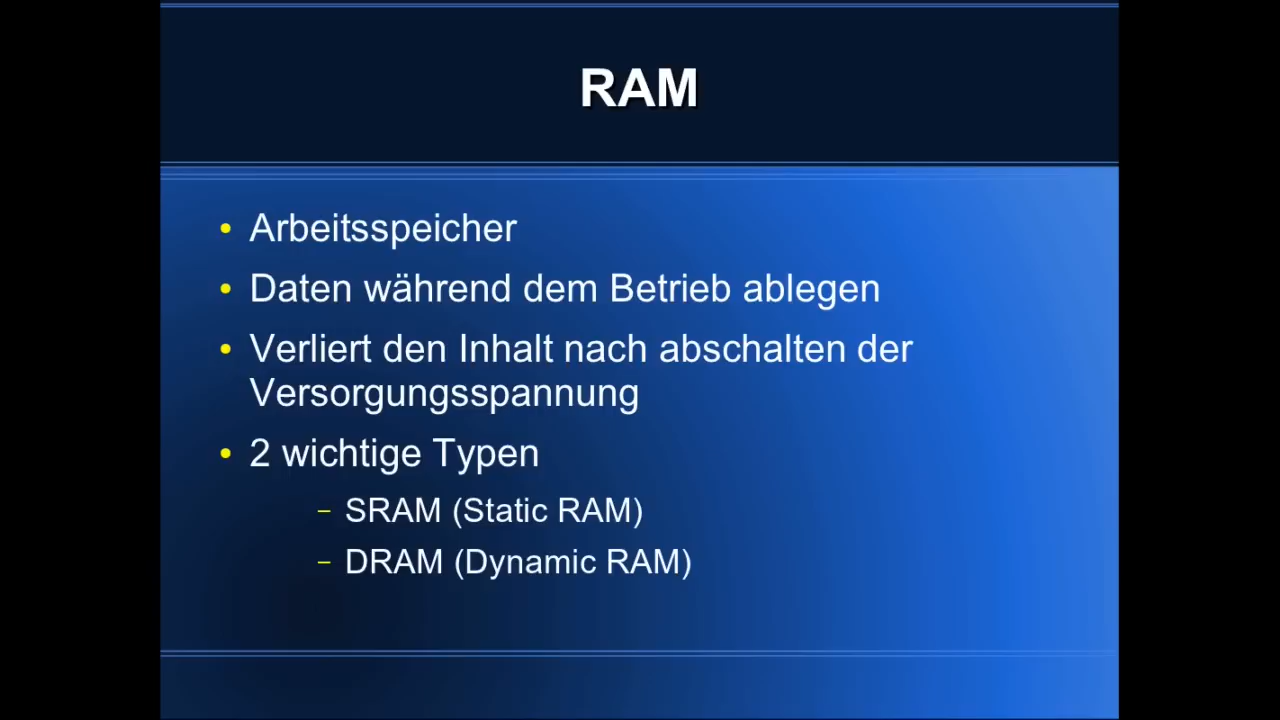 RAM
• Arbeitsspeicher
• Daten während dem Betrieb ablegen
• Verliert den Inhalt nach abschalten der
Versorgungsspannung
• 2 wichtige Typen
– SRAM (Static RAM)
– DRAM (Dynamic RAM)